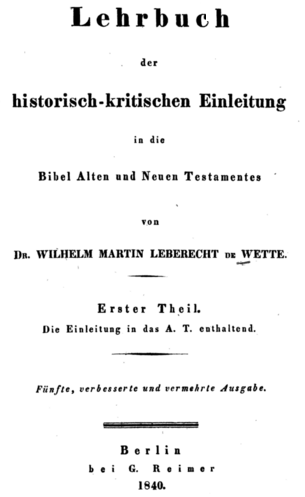 Lehrbuch
der
historisch-kritischen Einleitung
in die
Bibel Alten und Neuen Testamentes
von
DR. WILHELM MARTIN LEBERECHT DE WETTE.
Erster Theil.
Die Einleitung in das A. T. enthaltend.
Fünfte, verbesserte und vermehrte Ausgabe.
Berlin
bei G. Reimer
1840.